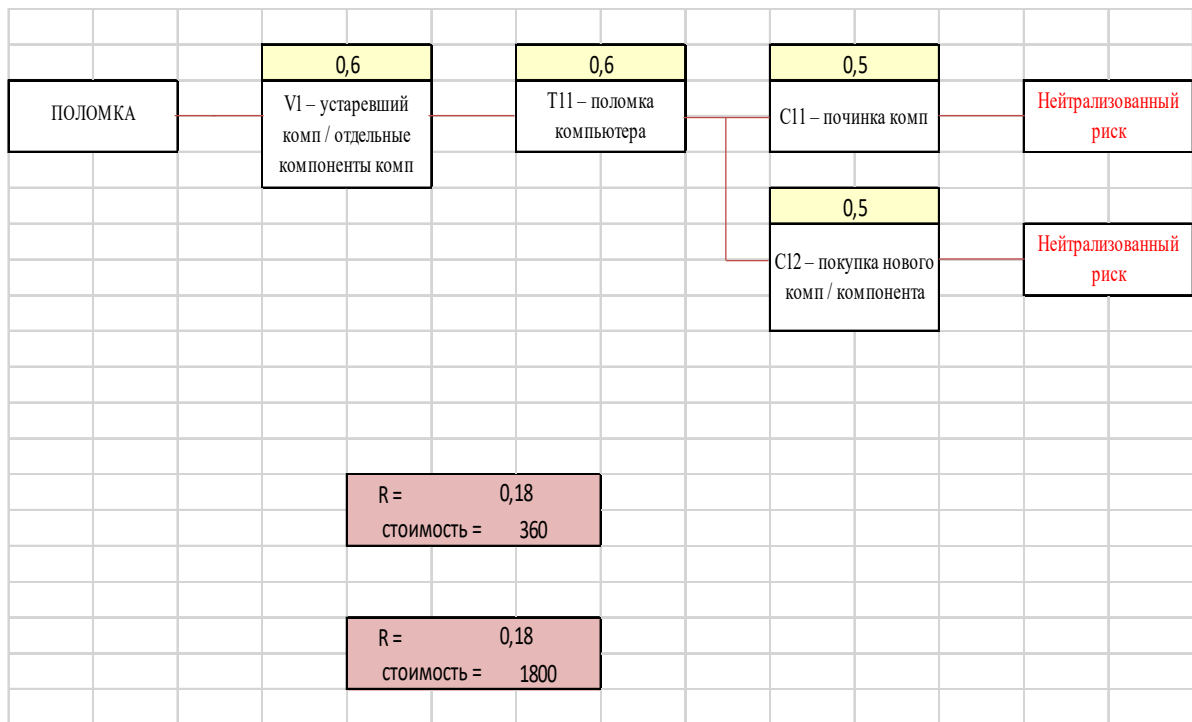 0,6
0,6
0,5
ПОЛОМКА
V1 – устаревший
комп / отдельные
компоненты комп
T11 – поломка
компьютера
C11 – починка комп
Нейтрализованный
риск
0,5
C12 – покупка нового
комп / компонента
Нейтрализованный
риск
R = 0,18
стоимость = 360
R = 0,18
стоимость = 1800